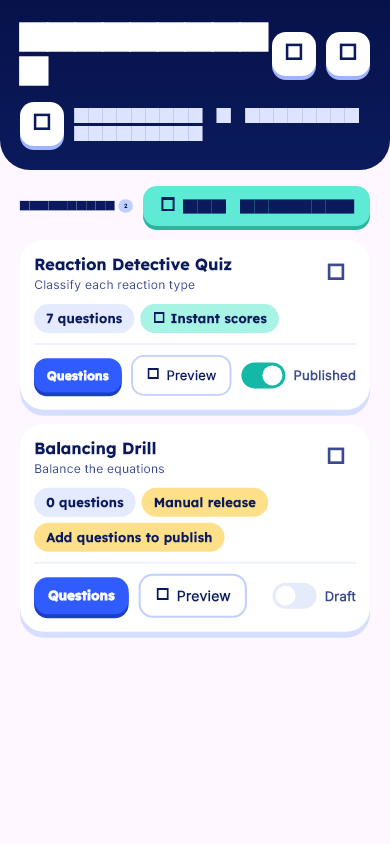 2
Reaction Detective Quiz
Classify each reaction type
7 questions
Instant scores
Questions
Preview
Published
Balancing Drill
Balance the equations
0 questions
Manual release
Add questions to publish
Questions
Preview
Draft